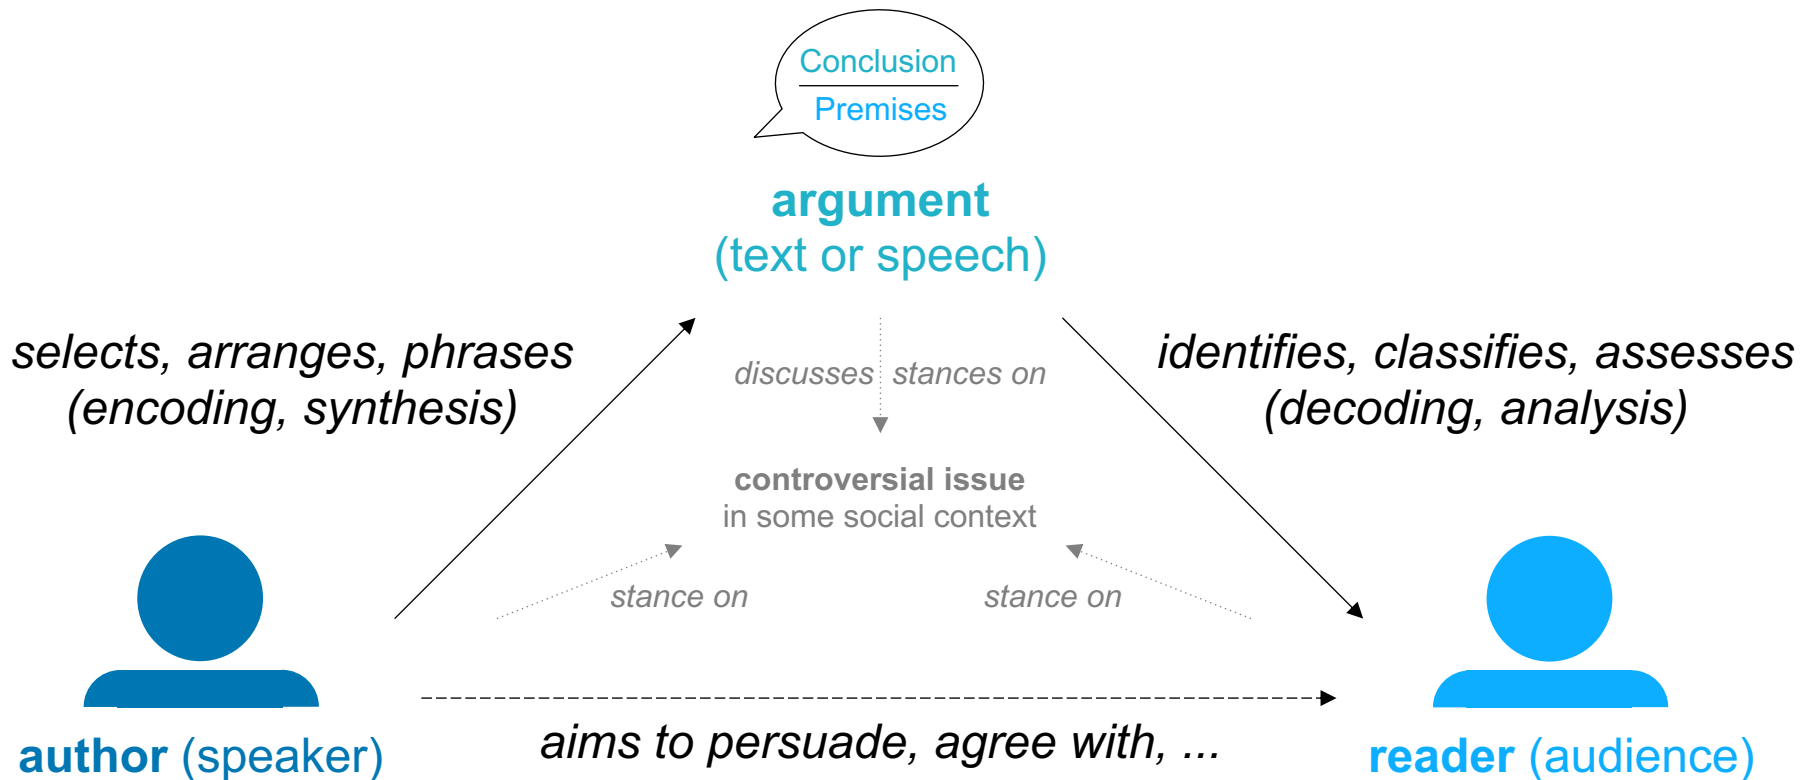 Conclusion
Premises
argument
(text or speech)
selects, arranges, phrases
(encoding, synthesis)
discusses stances on
identifies, classifies, assesses
(decoding, analysis)
controversial issue
in some social context
stance on
stance on
aims to persuade, agree with, ...
author (speaker)
reader (audience)